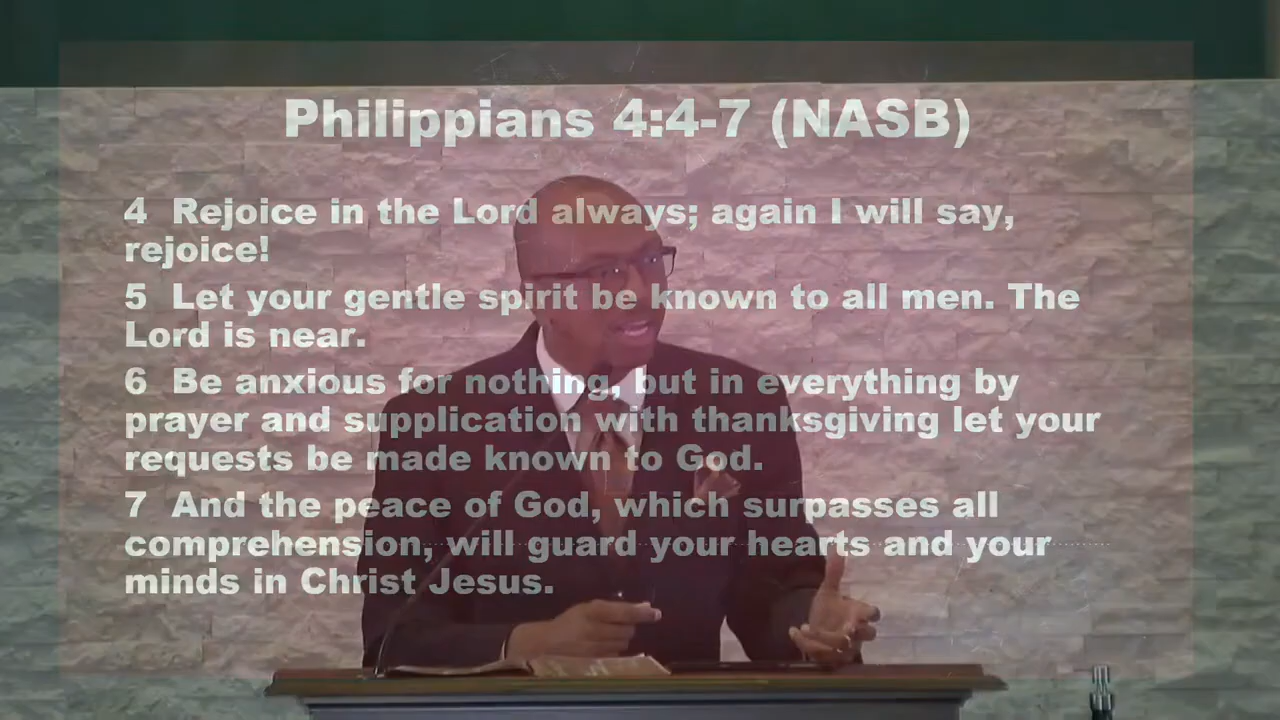 Philippians 4:4-7 (NASB)
4 Rejoice in the Lord always; again I will say,
rejoice!
5 Let your gentle spirit be known to all men. The
Lord is near.
6 Be anxious for nothing, but in everything by
prayer and supplication with thanksgiving let your
requests be made known to God.
7 And the peace of God, which surpasses all
comprehension, will guard your hearts and your
minds in Christ Jesus.